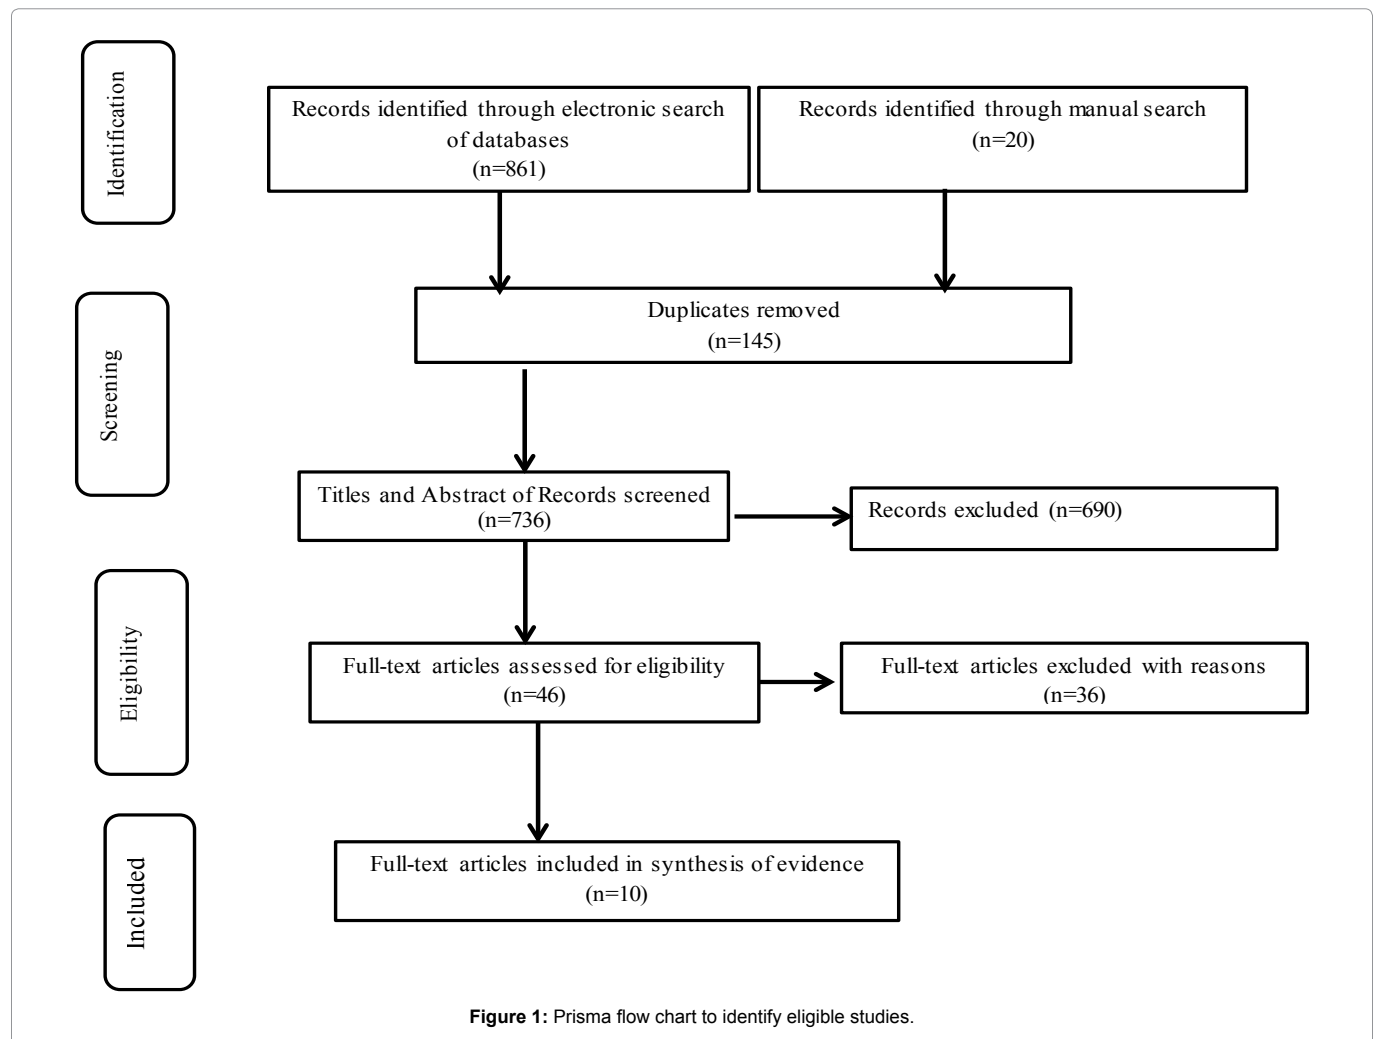 Identification
Records identified through electronic search
of databases
(n=861)
Records identified through manual search
(n=20)
Screening
Duplicates removed
(n=145)
Titles and Abstract of Records screened
(n=736)
Records excluded (n=690)
Eligibility
Full-text articles assessed for eligibility
(n=46)
Full-text articles excluded with reasons
(n=36)
Included
Full-text articles included in synthesis of evidence
(n=10)
Figure 1: Prisma flow chart to identify eligible studies.